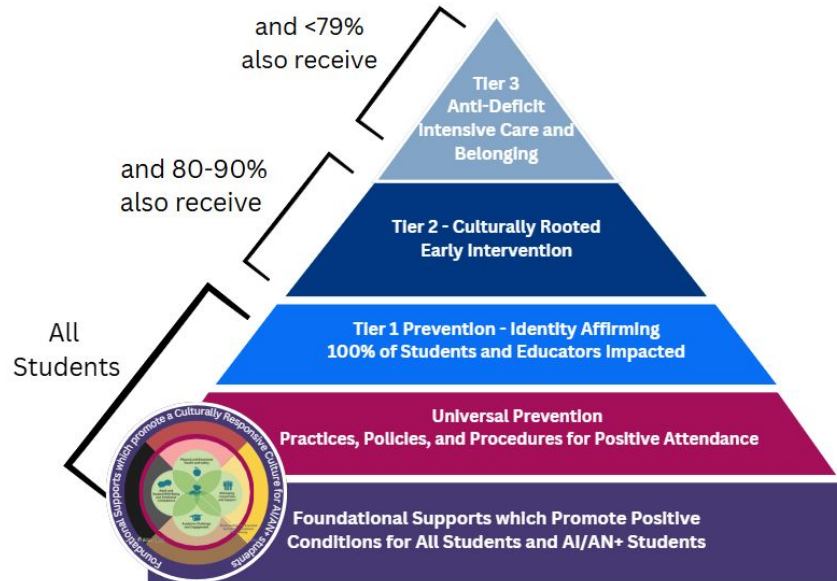 and <79%
also receive
Tier 3
Anti-Deficit
Intensive Care and
Belonging
and 80-90%
also receive
Tier 2 - Culturally Rooted
Early Intervention
All
Students
Tier 1 Prevention - Identity Affirming
100% of Students and Educators Impacted
Universal Prevention
Practices, Policies, and Procedures for Positive Attendance
Foundational Supports which promote a Culturally Responsive Culture for AI/AN+ students
Foundational Supports which Promote Positive
Conditions for All Students and AI/AN+ Students